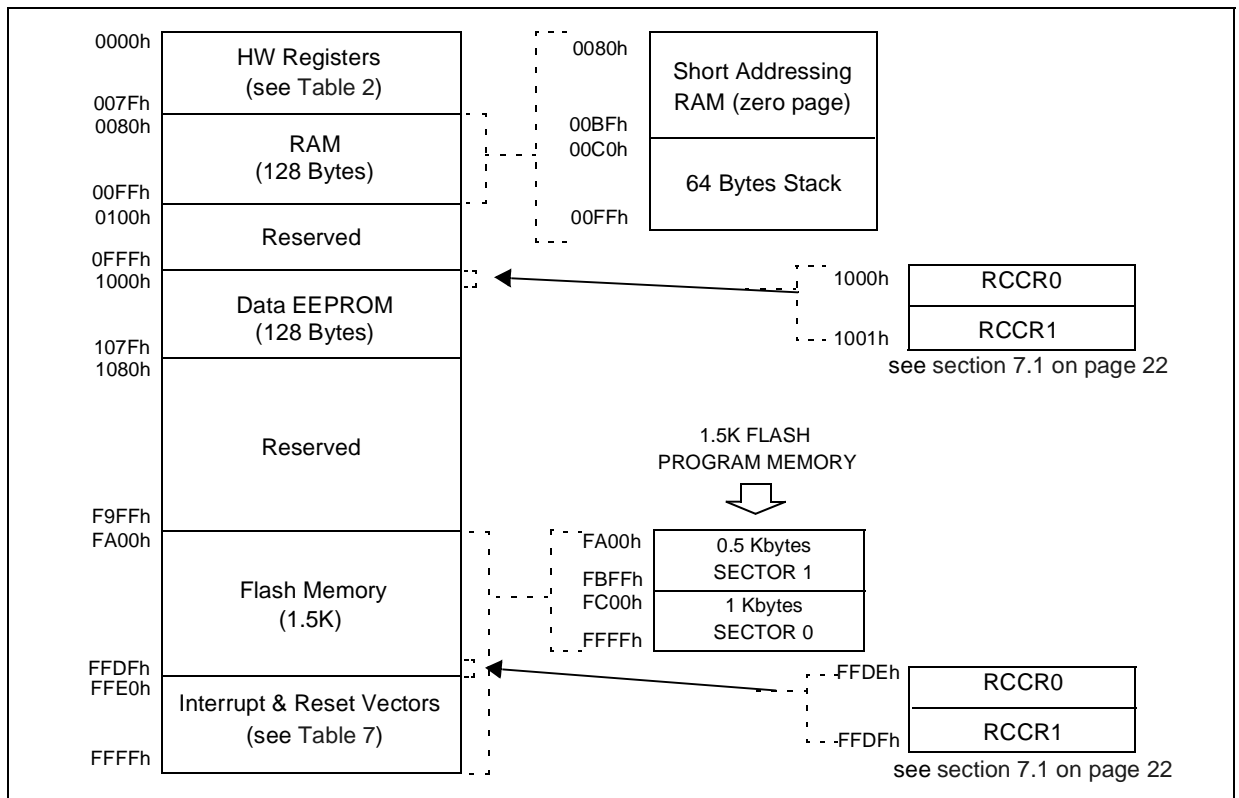 0000h
HW Registers
(see Table 2)
007Fh
0080h
RAM
(128 Bytes)
00FFh
0100h
Reserved
0FFFh
1000h
Data EEPROM
(128 Bytes)
107Fh
1080h
Reserved
F9FFh
FA00h
Flash Memory
(1.5K)
FFDFh
FFE0h
Interrupt & Reset Vectors
(see Table 7)
FFFFh
0080h
Short Addressing
RAM (zero page)
00BFh
00C0h
64 Bytes Stack
00FFh
1000h
RCCR0
1001h
RCCR1
see section 7.1 on page 22
1.5K FLASH
PROGRAM MEMORY
FA00h
0.5 Kbytes
SECTOR 1
FBFFh
FC00h
1 Kbytes
SECTOR 0
FFFFh
FFDEh
RCCR0
FFDFh
RCCR1
see section 7.1 on page 22